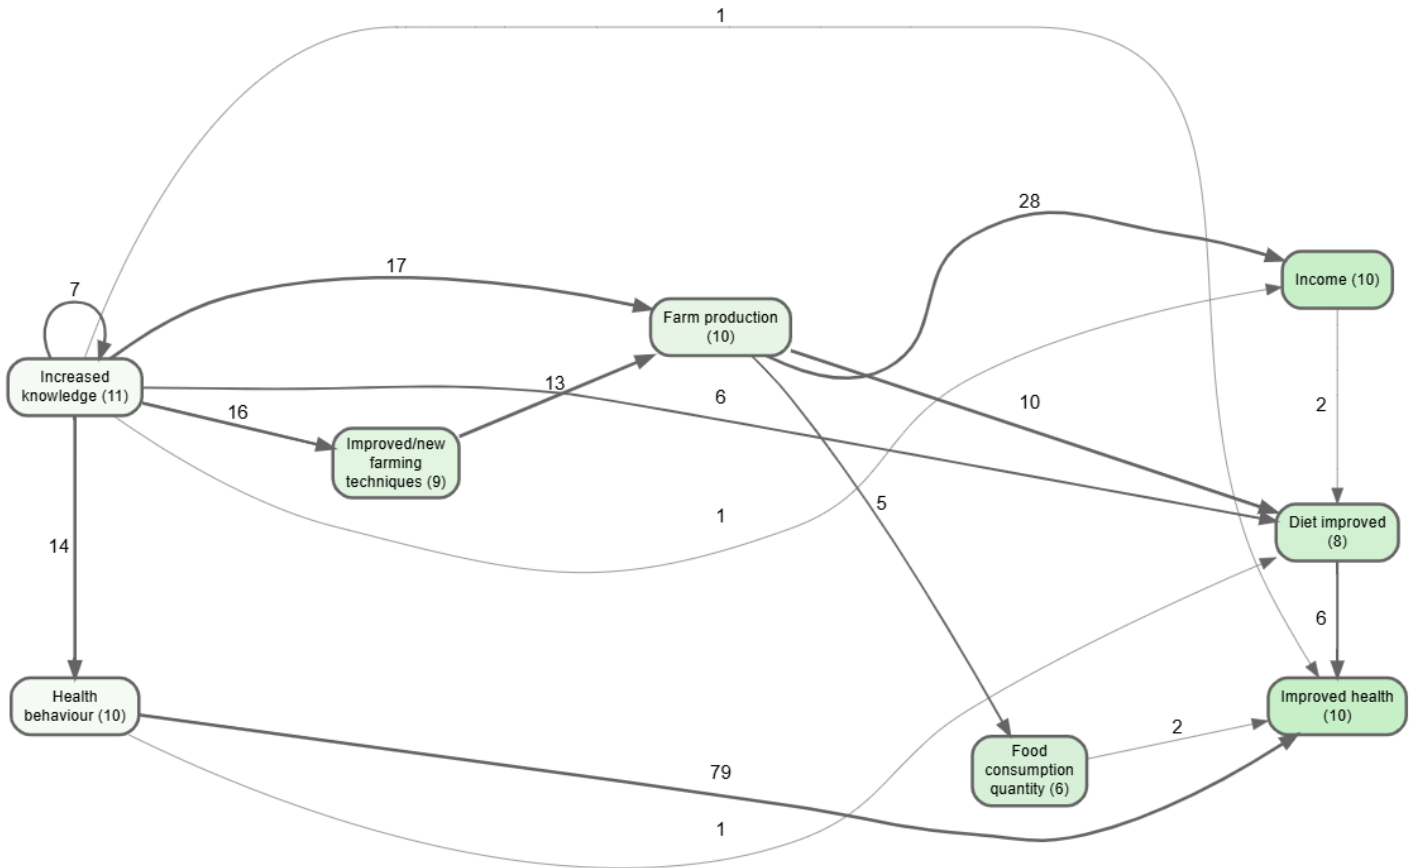 1
28
17
7
Income (10)
Farm production
(10)
Increased
knowledge (11)
13
6
10
2
16
Improved/new
farming
techniques (9)
5
1
Diet improved
(8)
14
6
Health
behaviour (10)
Improved health
(10)
2
Food
consumption
quantity (6)
79
1